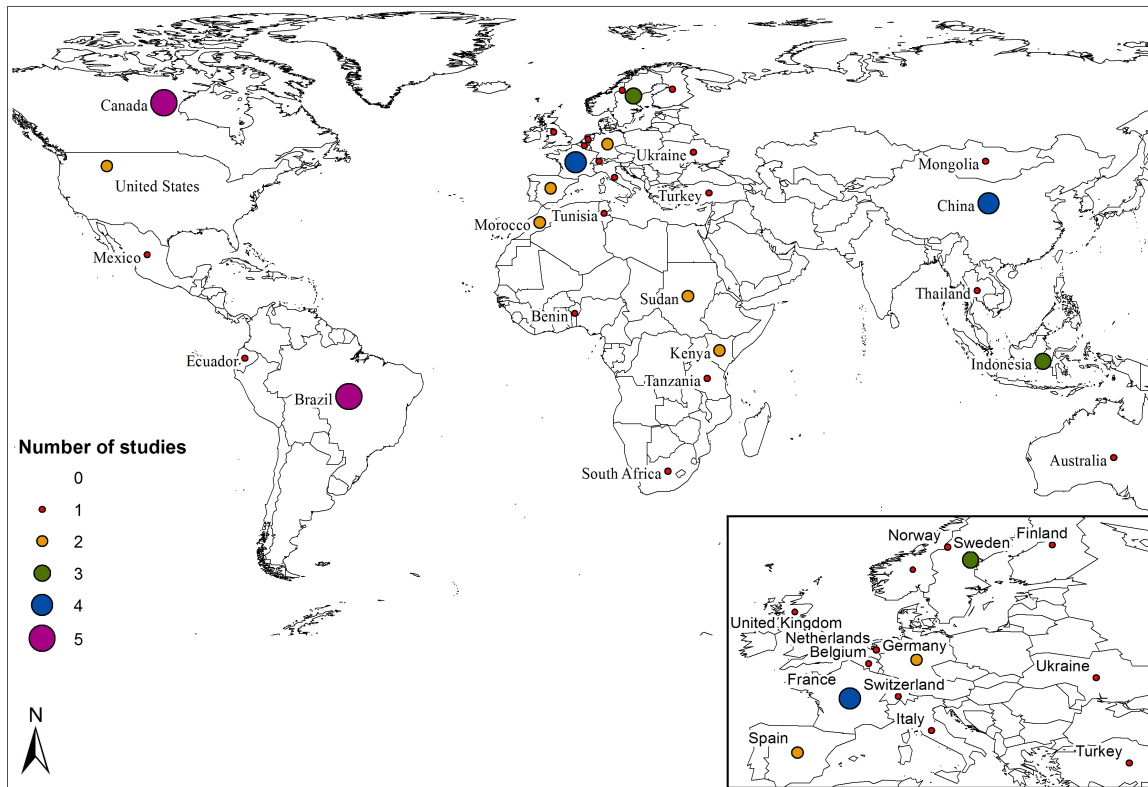 Canada
United States
Mexico
Ecuador
Brazil
Ukraine
Turkey
Tunisia
Morocco
Sudan
Benin
Kenya
Tanzania
South Africa
Mongolia
China
Thailand
Indonesia
Australia
Number of studies
0
1
2
3
4
5
N
Norway
Sweden
Finland
United Kingdom
Netherlands
Belgium
Germany
Ukraine
France
Switzerland
Italy
Spain
Turkey